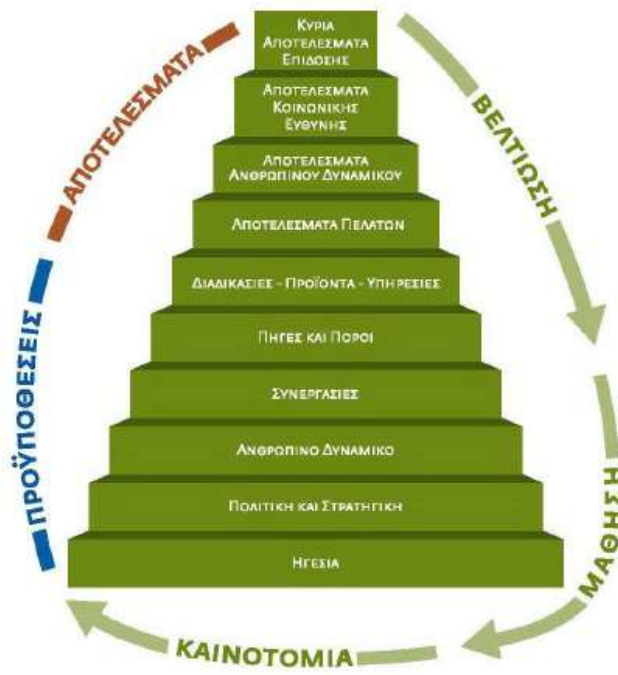 ΚΥΡΙΑ
ΑΠΟΤΕΛΕΣΜΑΤΑ
ΕΠΙΔΟΣΗΣ
ΑΠΟΤΕΛΕΣΜΑΤΑ
ΚΟΙΝΩΝΙΚΗΣ
ΕΥΘΥΝΗΣ
ΑΠΟΤΕΛΕΣΜΑΤΑ
ΑΝΘΡΩΠΙΝΟΥ ΔΥΝΑΜΙΚΟΥ
ΑΠΟΤΕΛΕΣΜΑΤΑ ΠΕΛΑΤΩΝ
ΔΙΑΔΙΚΑΣΙΕΣ - ΠΡΟΪΟΝΤΑ - ΥΠΗΡΕΣΙΕΣ
ΠΗΓΕΣ ΚΑΙ ΠΟΡΟΙ
ΣΥΝΕΡΓΑΣΙΕΣ
ΑΝΘΡΩΠΙΝΟ ΔΥΝΑΜΙΚΟ
ΠΟΛΙΤΙΚΗ ΚΑΙ ΣΤΡΑΤΗΓΙΚΗ
ΗΓΕΣΙΑ
ΑΠΟΤΕΛΕΣΜΑΤΑ
ΠΡΟΫΠΟΘΕΣΕΙΣ
ΒΕΛΤΙΩΣΗ
ΜΑΘΗΣΗ
ΚΑΙΝΟΤΟΜΙΑ